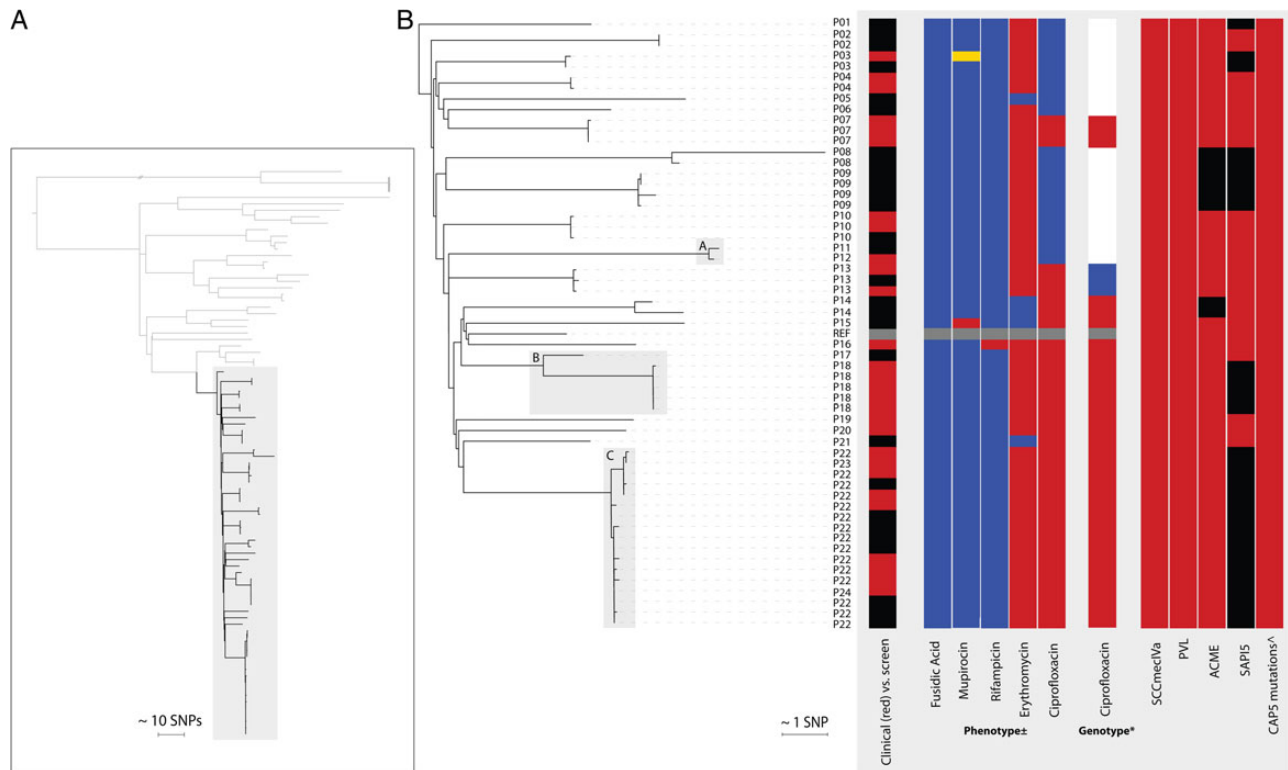 A
B
P01
P02
P02
P03
P03
P04
P04
P05
P06
P07
P07
P07
P08
P08
P09
P09
P09
P09
P10
P10
P10
P11
P12
P13
P13
P13
P14
P14
P15
REF
P16
P17
P18
P18
P18
P18
P18
P19
P20
P21
P22
P23
P22
P22
P22
P22
P22
P22
P22
P22
P22
P22
P22
P24
P22
P22
P22
A
B
C
~ 10 SNPs
~ 1 SNP
Clinical (red) vs. screen
Fusidic Acid
Mupirocin
Rifampicin
Erythromycin
Ciprofloxacin
Ciprofloxacin
SCCmecIVa
PVL
ACME
SAPI5
CAP5 mutations^
Phenotype±
Genotype*